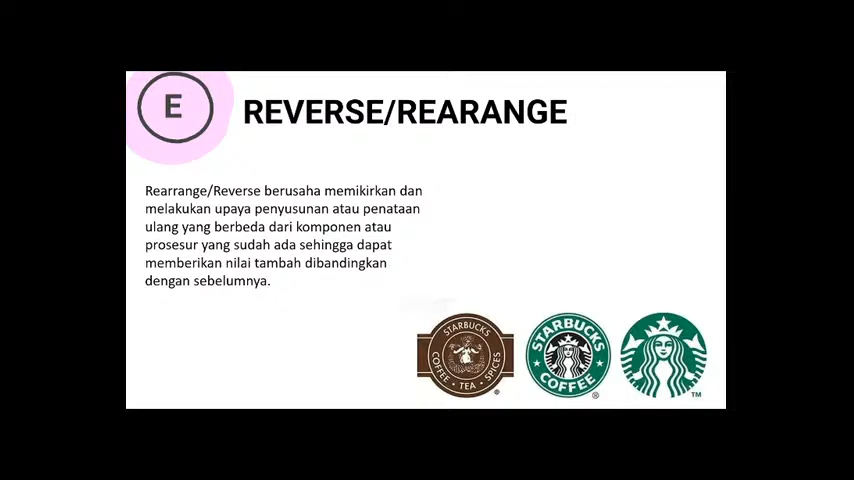 E
REVERSE/REARANGE
Rearrange/Reverse berusaha memikirkan dan
melakukan upaya penyusunan atau penataan
ulang yang berbeda dari komponen atau
prosesur yang sudah ada sehingga dapat
memberikan nilai tambah dibandingkan
dengan sebelumnya.
STARBUCKS
COFFEE • TEA • SPICES
®
STARBUCKS
COFFEE
®
TM